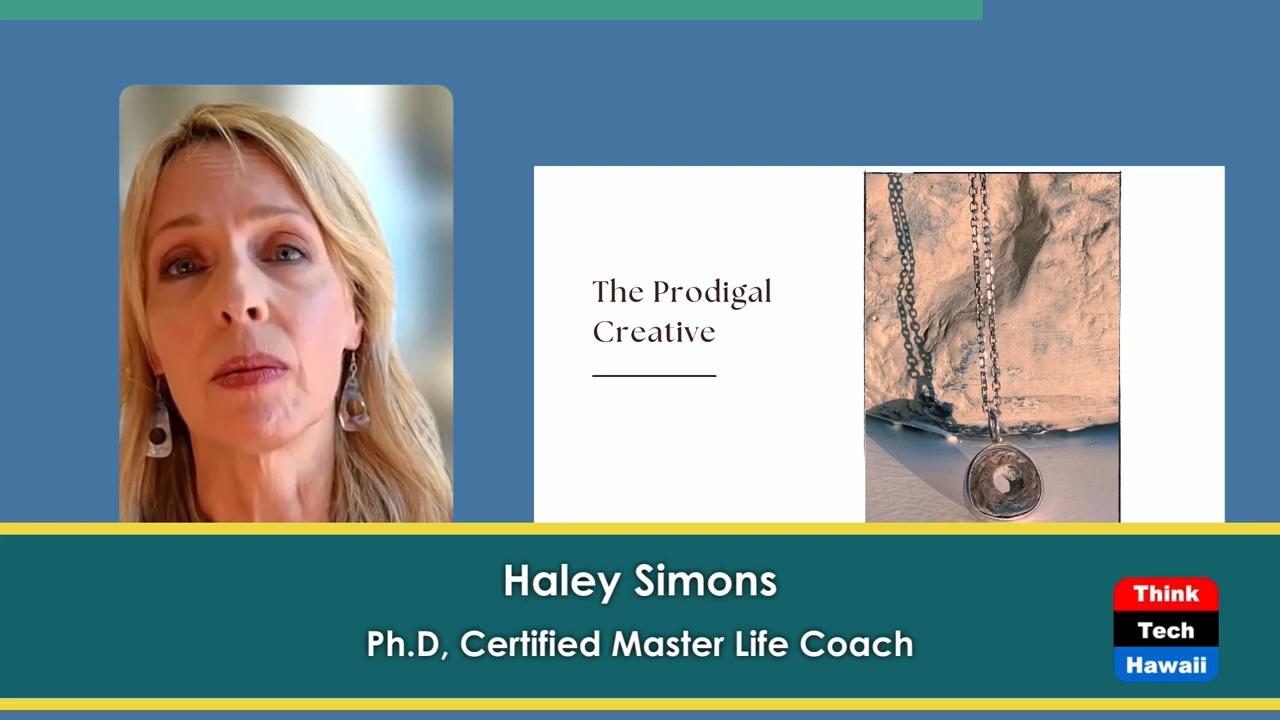 The Prodigal
Creative
Haley Simons
Ph.D, Certified Master Life Coach
Think
Tech
Hawaii